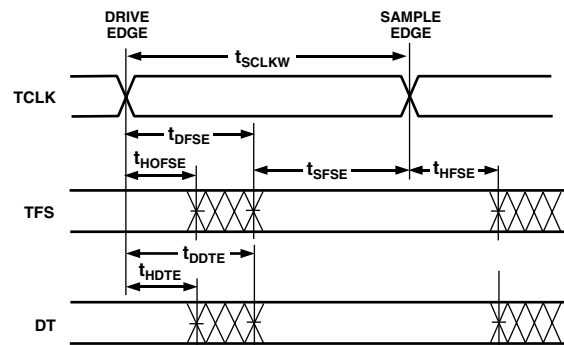 DRIVE
EDGE
SAMPLE
EDGE
tSCLKW
TCLK
tDFSE
tHOFSE
tSFSE
tHFSE
TFS
tDDTE
tHDTE
DT